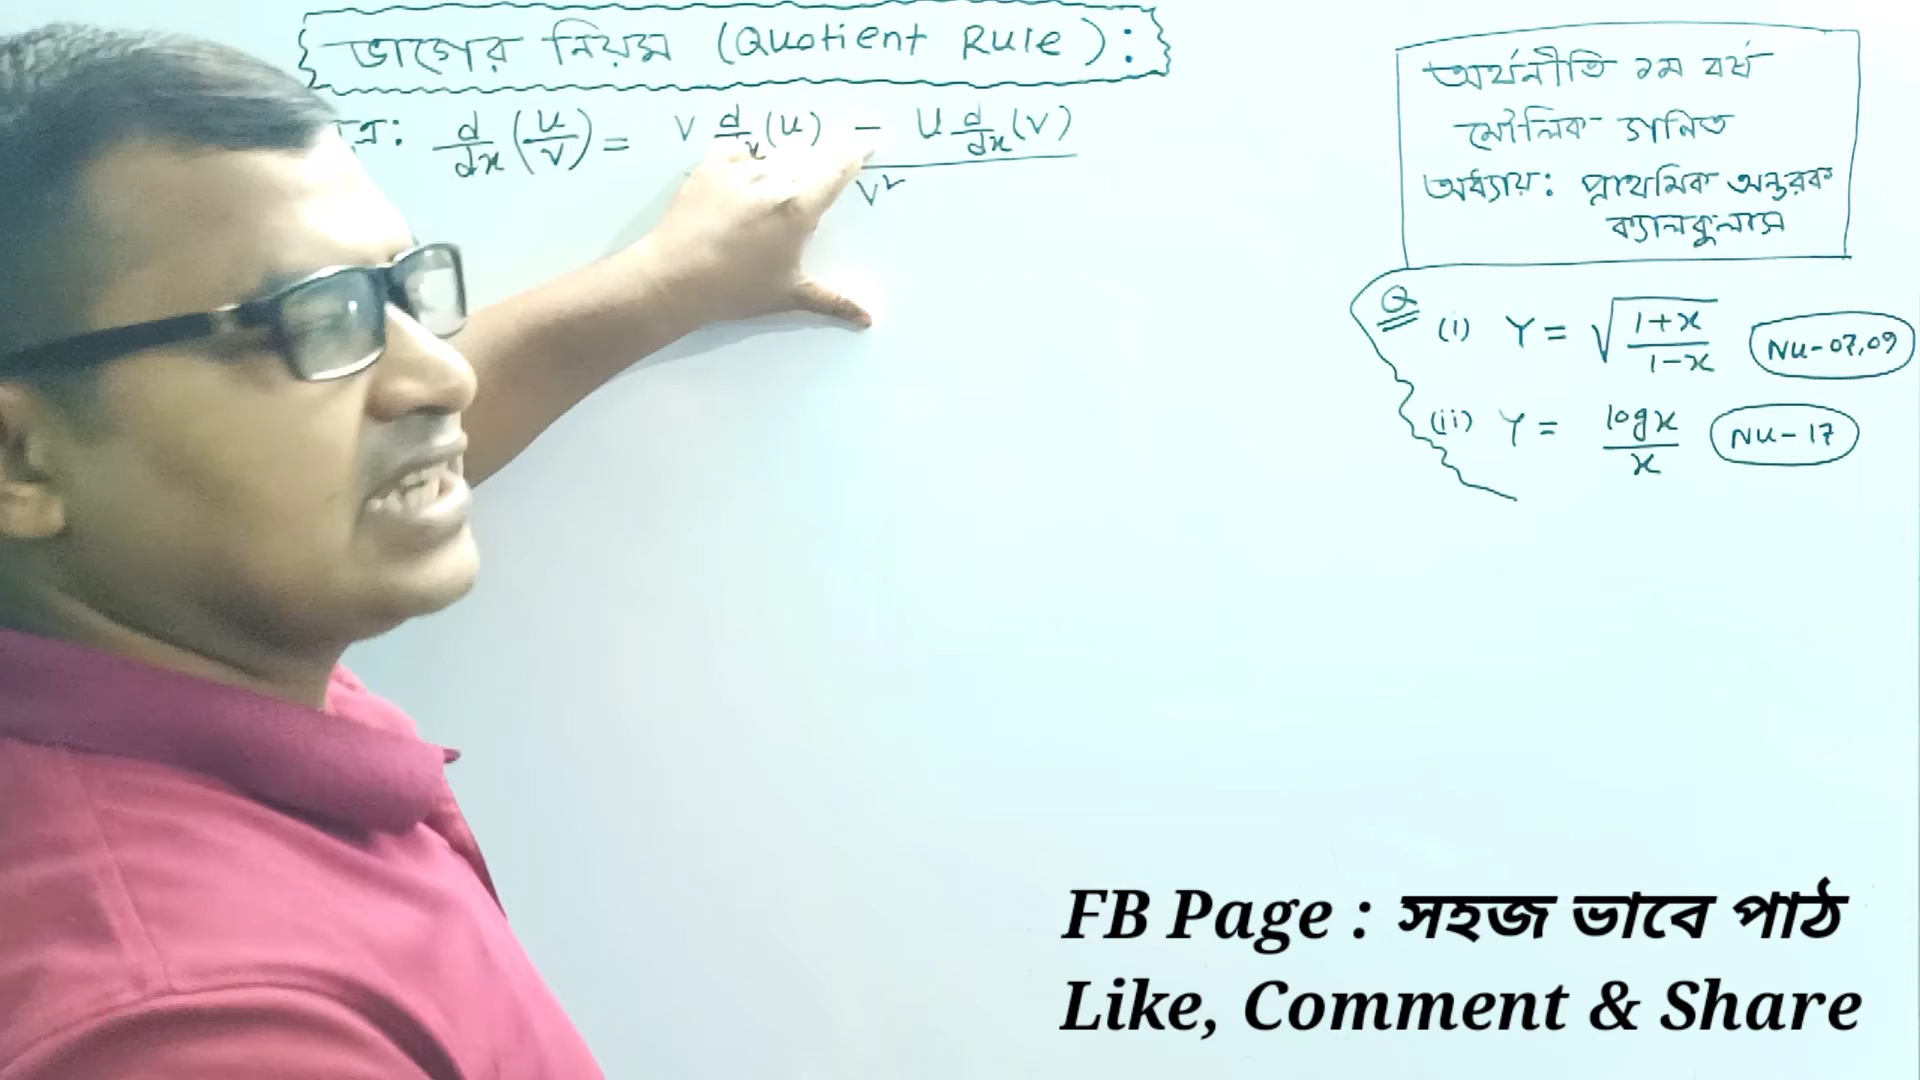 ভাগের নিয়ম (Quotient Rule):
d/dx (u/v) = v d/dx (u) - u d/dx (v) / v²
অর্থনীতি ১ম বর্ষ
মৌলিক গনিত
অধ্যায়: প্রাথমিক অন্তরক
ক্যালকুলাস
Q (i) Y = √(1+x / 1-x) NU-07,09
(ii) Y = logx / x NU-17
FB Page : সহজ ভাবে পাঠ
Like, Comment & Share